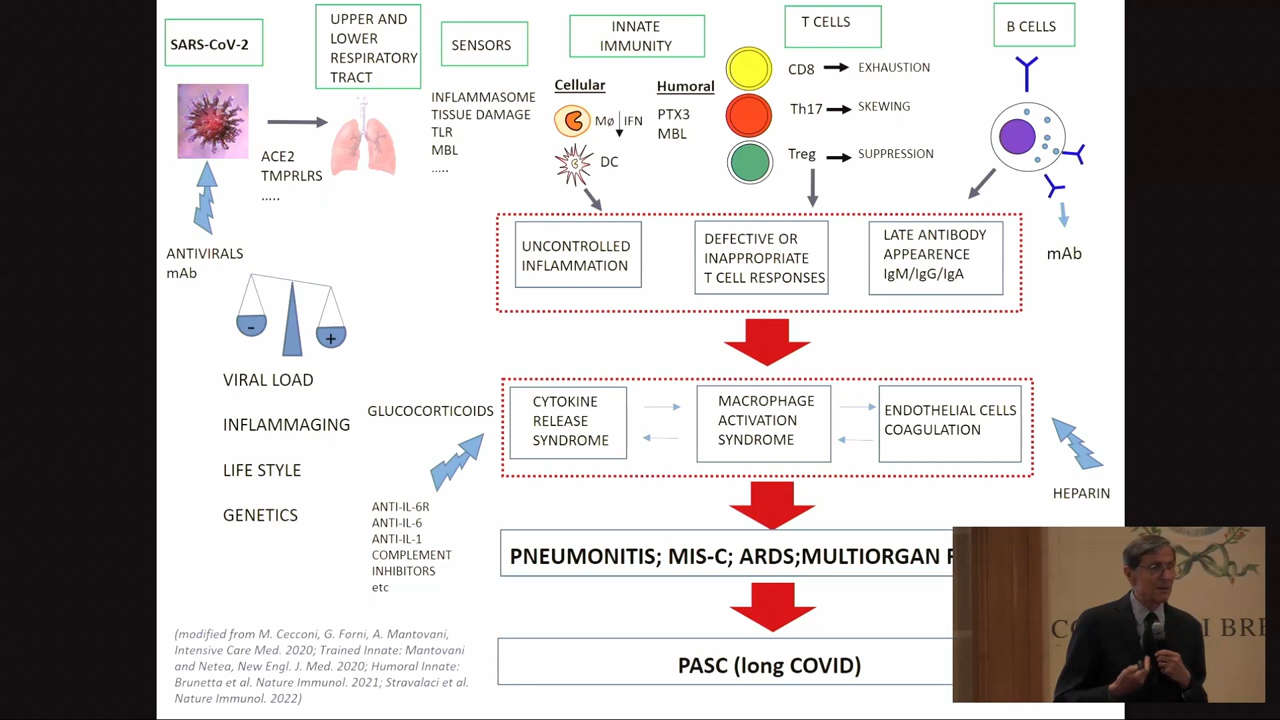 SARS-CoV-2
UPPER AND
LOWER
RESPIRATORY
TRACT
SENSORS
INNATE
IMMUNITY
T CELLS
B CELLS
ACE2
TMPRLRS
.....
INFLAMMASOME
TISSUE DAMAGE
TLR
MBL
.....
Cellular
Mø
IFN
DC
Humoral
PTX3
MBL
CD8
EXHAUSTION
Th17
SKEWING
Treg
SUPPRESSION
mAb
ANTIVIRALS
mAb
UNCONTROLLED
INFLAMMATION
DEFECTIVE OR
INAPPROPRIATE
T CELL RESPONSES
LATE ANTIBODY
APPEARENCE
IgM/IgG/IgA
-
+
VIRAL LOAD
INFLAMMAGING
LIFE STYLE
GENETICS
GLUCOCORTICOIDS
CYTOKINE
RELEASE
SYNDROME
MACROPHAGE
ACTIVATION
SYNDROME
ENDOTHELIAL CELLS
COAGULATION
HEPARIN
ANTI-IL-6R
ANTI-IL-6
ANTI-IL-1
COMPLEMENT
INHIBITORS
etc
PNEUMONITIS; MIS-C; ARDS;MULTIORGAN
PASC (long COVID)
(modified from M. Cecconi, G. Forni, A. Mantovani,
Intensive Care Med. 2020; Trained Innate: Mantovani
and Netea, New Engl. J. Med. 2020; Humoral Innate:
Brunetta et al. Nature Immunol. 2021; Stravalaci et al.
Nature Immunol. 2022)